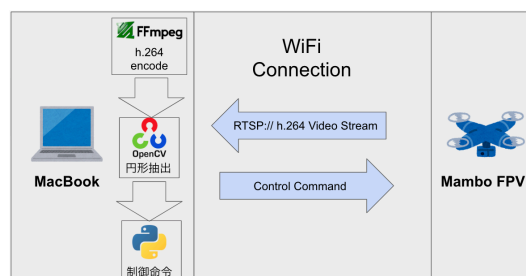 FFmpeg
h.264
encode
OpenCV
円形抽出
制御命令
MacBook
WiFi
Connection
RTSP:// h.264 Video Stream
Control Command
Mambo FPV